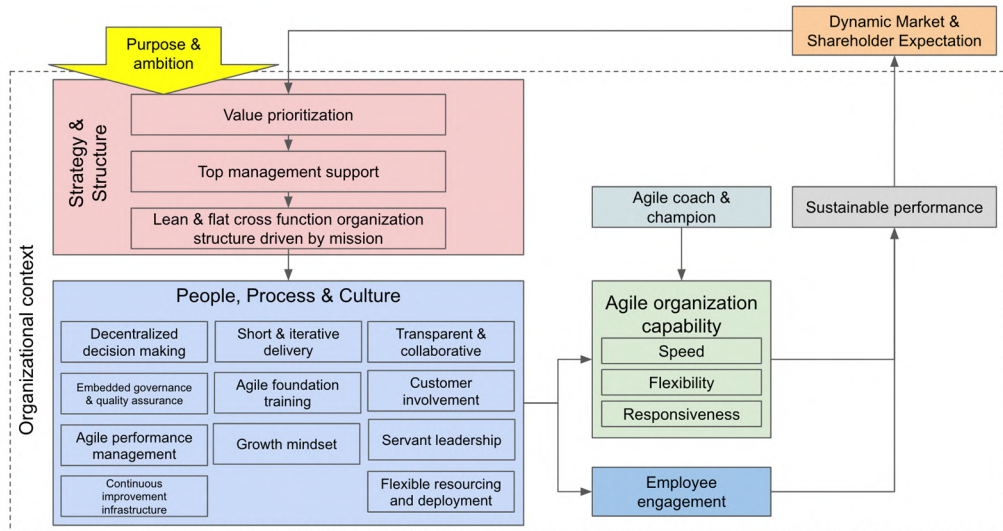 Purpose &
ambition
Dynamic Market &
Shareholder Expectation
Organizational context
Strategy &
Structure
Value prioritization
Top management support
Lean & flat cross function organization
structure driven by mission
Agile coach &
champion
Sustainable performance
People, Process & Culture
Decentralized
decision making
Short & iterative
delivery
Transparent &
collaborative
Embedded governance
& quality assurance
Agile foundation
training
Customer
involvement
Agile performance
management
Growth mindset
Servant leadership
Continuous
improvement
infrastructure
Flexible resourcing
and deployment
Agile organization
capability
Speed
Flexibility
Responsiveness
Employee
engagement